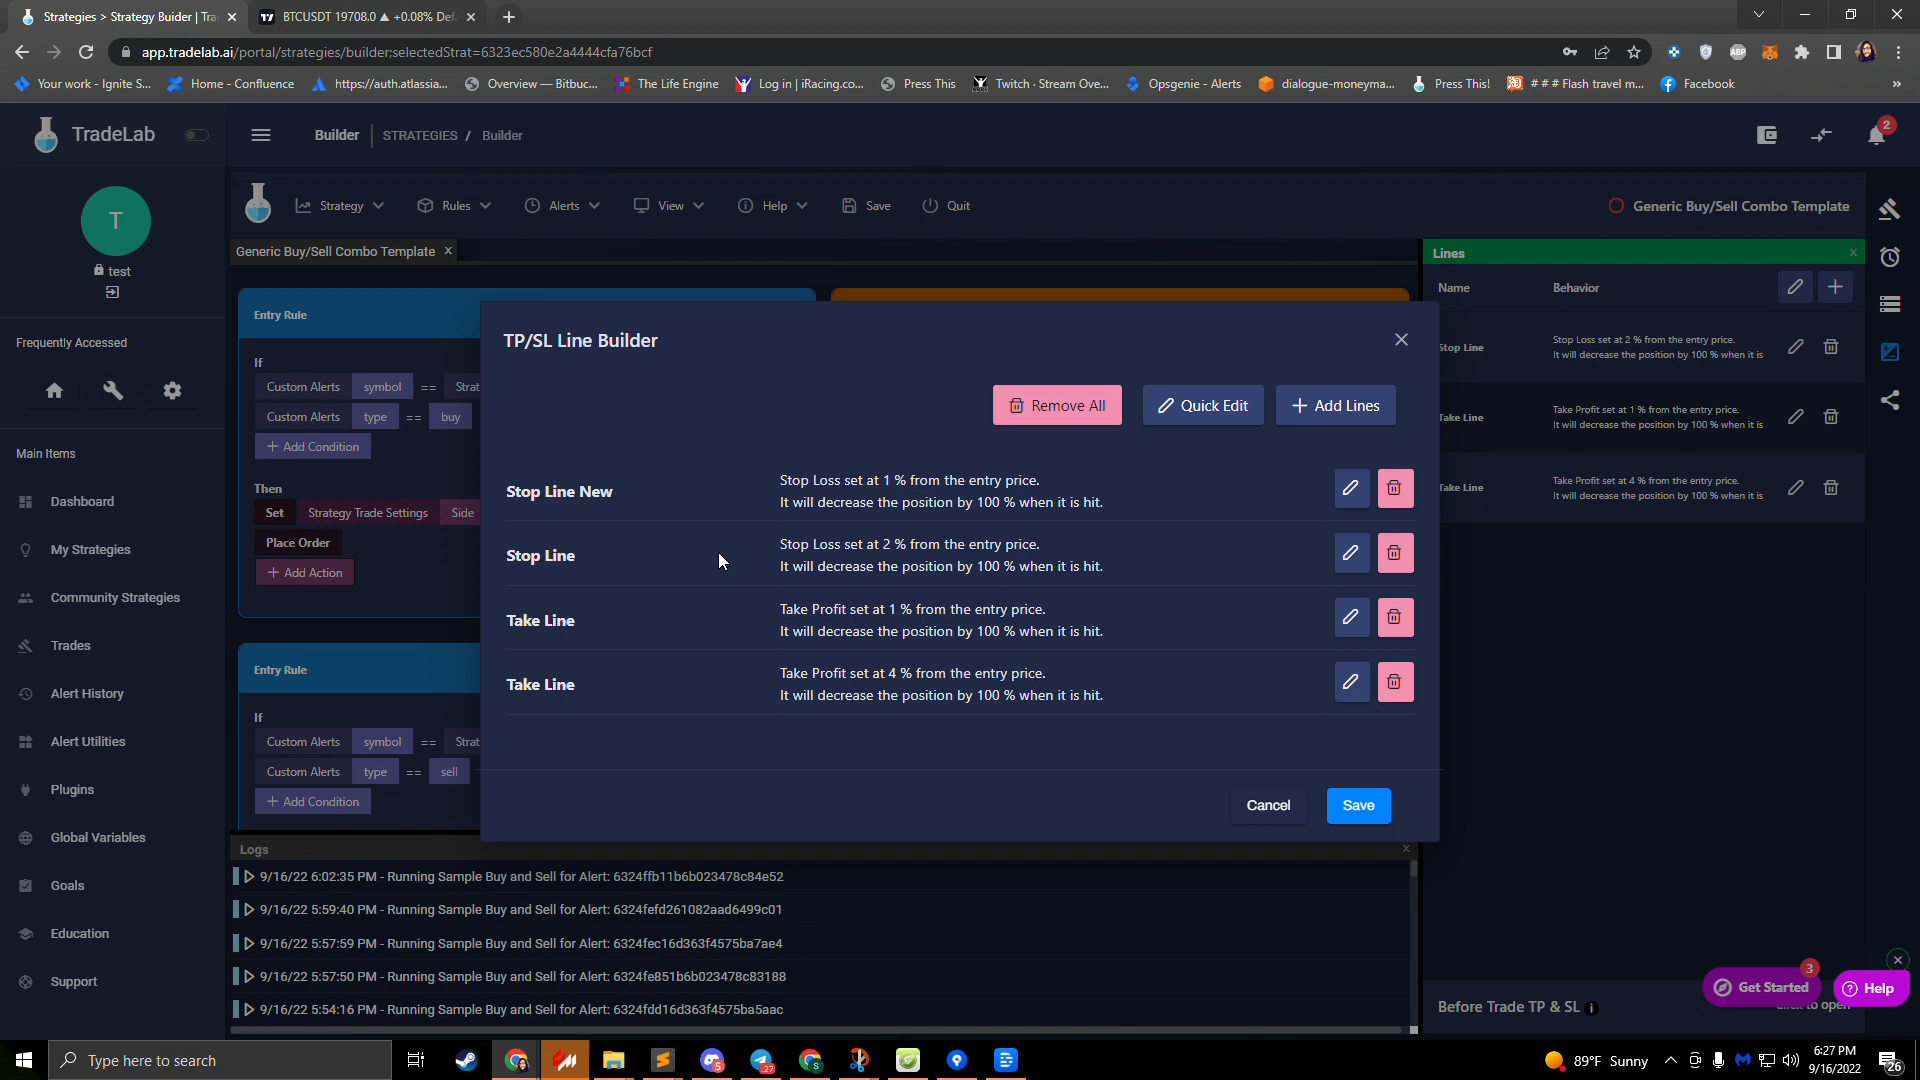 Strategies > Strategy Buider | Tra
BTCUSDT 19708.0 ▲ +0.08% Def
app.tradelab.ai/portal/strategies/builder;selectedStrat=6323ec580e2a4444cfa76bcf
Your work - Ignite S...
Home - Confluence
https://auth.atlassia...
Overview — Bitbuc...
The Life Engine
Log in | iRacing.co...
Press This
Twitch - Stream Ove...
Opsgenie - Alerts
dialogue-moneyma...
Press This!
# # # Flash travel m...
Facebook
»
TradeLab
Builder
STRATEGIES / Builder
2
T
test
Frequently Accessed
Main Items
Dashboard
My Strategies
Community Strategies
Trades
Alert History
Alert Utilities
Plugins
Global Variables
Goals
Education
Support
Strategy
Rules
Alerts
View
Help
Save
Quit
Generic Buy/Sell Combo Template
Generic Buy/Sell Combo Template
Entry Rule
If
Custom Alerts symbol == Strat
Custom Alerts type == buy
+ Add Condition
Then
Set Strategy Trade Settings Side
Place Order
+ Add Action
Entry Rule
If
Custom Alerts symbol == Strat
Custom Alerts type == sell
+ Add Condition
TP/SL Line Builder
Remove All
Quick Edit
+ Add Lines
Stop Line New
Stop Loss set at 1 % from the entry price.
It will decrease the position by 100 % when it is hit.
Stop Line
Stop Loss set at 2 % from the entry price.
It will decrease the position by 100 % when it is hit.
Take Line
Take Profit set at 1 % from the entry price.
It will decrease the position by 100 % when it is hit.
Take Line
Take Profit set at 4 % from the entry price.
It will decrease the position by 100 % when it is hit.
Cancel
Save
Lines
Name
Behavior
Stop Line
Stop Loss set at 2 % from the entry price.
It will decrease the position by 100 % when it is
Take Line
Take Profit set at 1 % from the entry price.
It will decrease the position by 100 % when it is
Take Line
Take Profit set at 4 % from the entry price.
It will decrease the position by 100 % when it is
Logs
9/16/22 6:02:35 PM - Running Sample Buy and Sell for Alert: 6324ffb11b6b023478c84e52
9/16/22 5:59:40 PM - Running Sample Buy and Sell for Alert: 6324fefd261082aad6499c01
9/16/22 5:57:59 PM - Running Sample Buy and Sell for Alert: 6324fec16d363f4575ba7ae4
9/16/22 5:57:50 PM - Running Sample Buy and Sell for Alert: 6324fe851b6b023478c83188
9/16/22 5:54:16 PM - Running Sample Buy and Sell for Alert: 6324fdd16d363f4575ba5aac
Before Trade TP & SL
Click to open
Get Started
3
Help
Type here to search
5
27
89°F Sunny
6:27 PM
9/16/2022
26